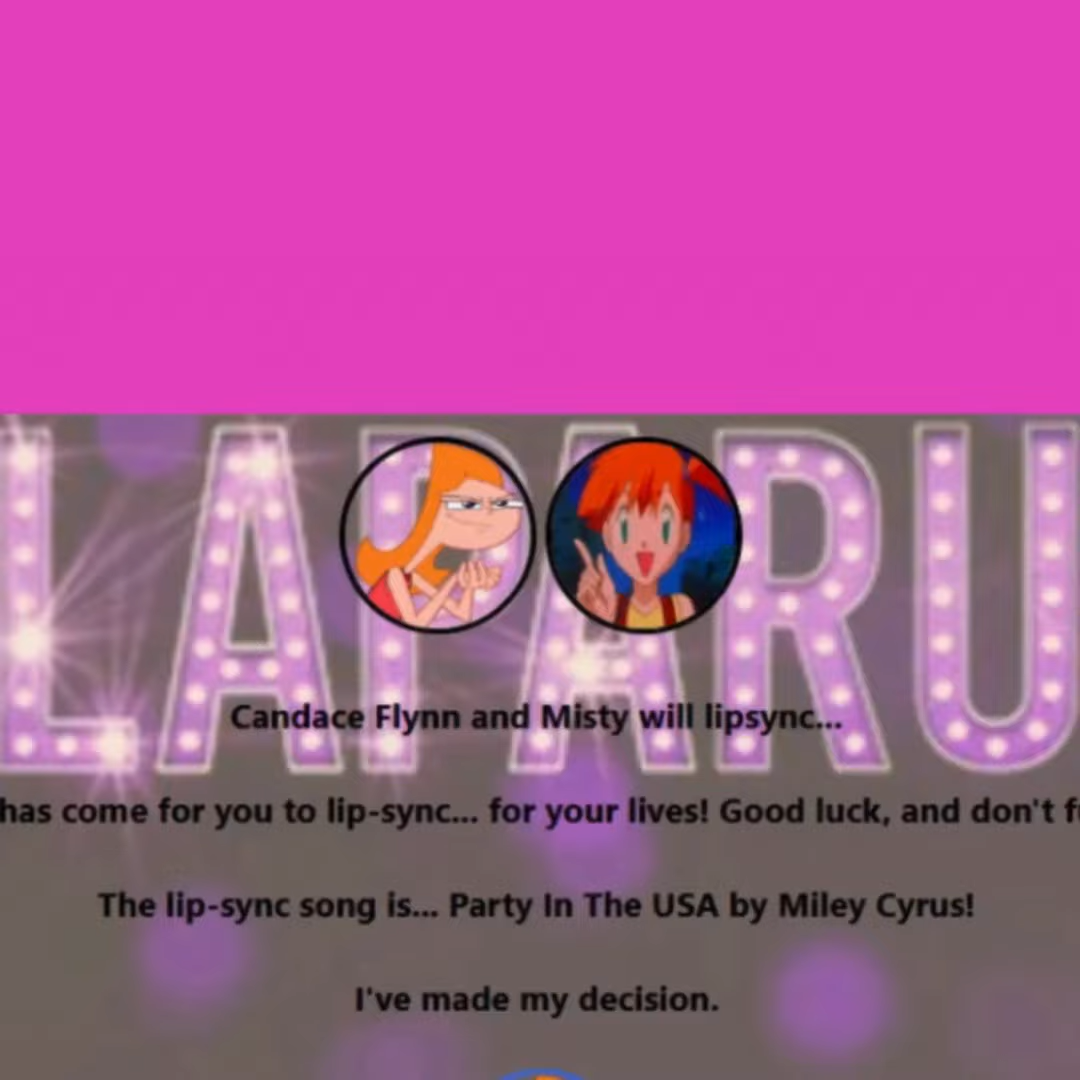 LAPARU
Candace Flynn and Misty will lipsync...
has come for you to lip-sync... for your lives! Good luck, and don't
The lip-sync song is... Party In The USA by Miley Cyrus!
I've made my decision.